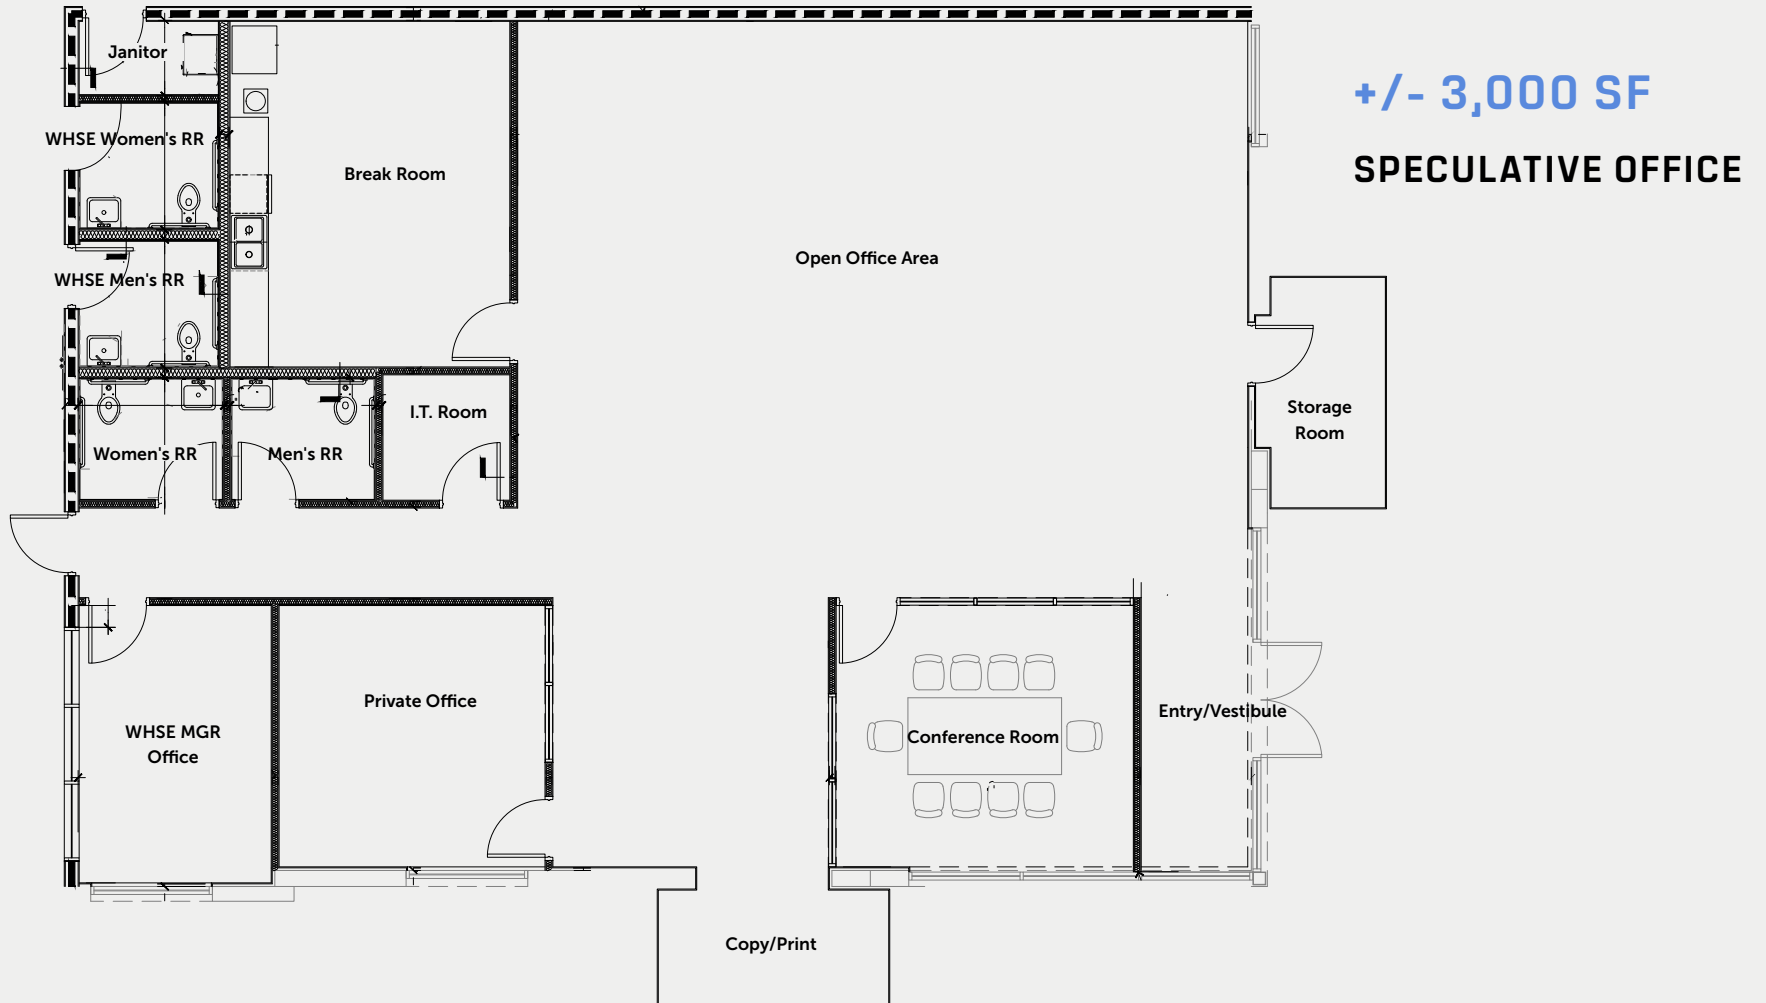 +/- 3,000 SF
SPECULATIVE OFFICE
Janitor
WHSE Women's RR
Break Room
Open Office Area
WHSE Men's RR
Storage
Room
I.T. Room
Women's RR
Men's RR
Private Office
Entry/Vestibule
WHSE MGR
Office
Conference Room
Copy/Print